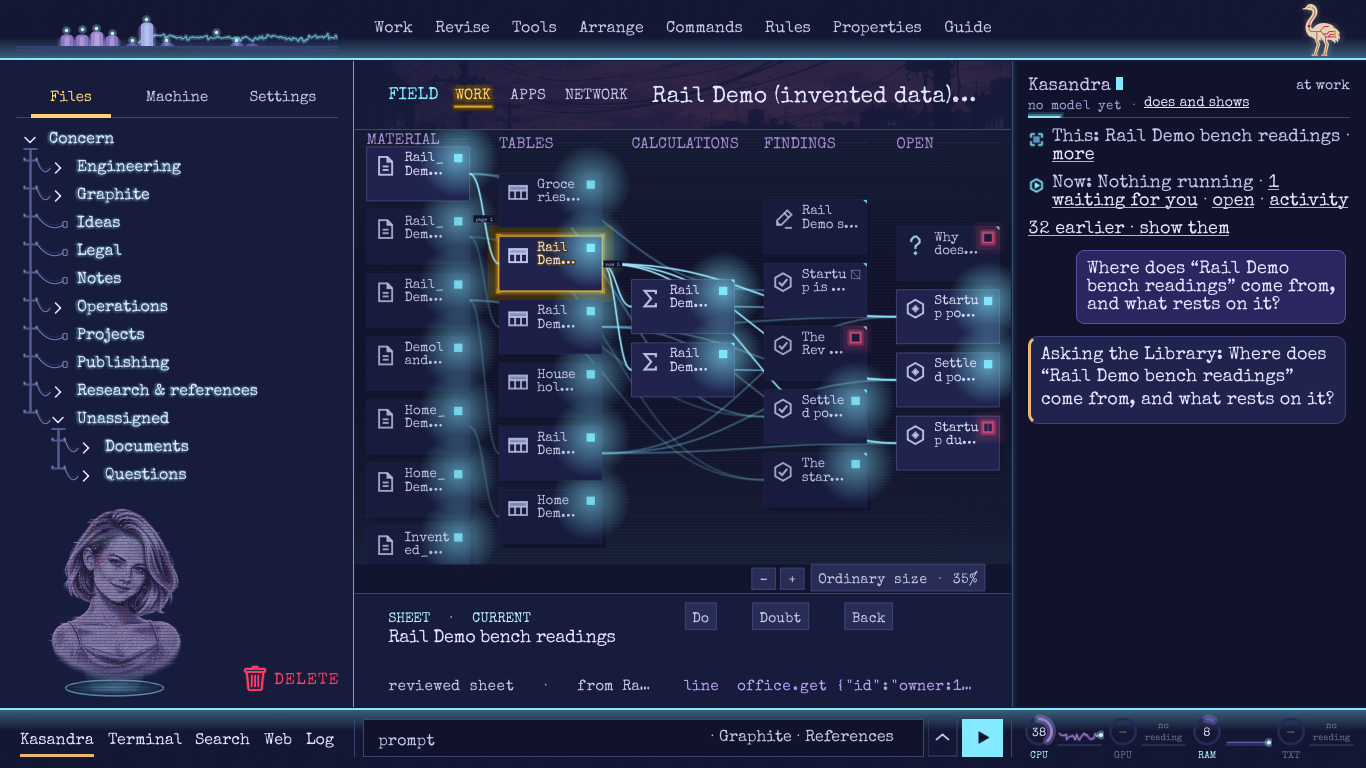 Work Revise Tools Arrange Commands Rules Properties Guide
Files Machine Settings
Concern
Engineering
Graphite
Ideas
Legal
Notes
Operations
Projects
Publishing
Research & references
Unassigned
Documents
Questions
DELETE
FIELD WORK APPS NETWORK Rail Demo (invented data)...
MATERIAL
TABLES
CALCULATIONS
FINDINGS
OPEN
Rail_
Dem...
Rail_
Dem...
Rail_
Dem...
Demol
and...
Home_
Dem...
Home_
Dem...
Invent
ed_...
page 1
Groce
ries...
Rail
Dem...
Rail
Dem...
House
hol...
Rail
Dem...
Home
Dem...
Rail
Dem...
Rail
Dem...
Rail
Demo s...
Startu
p is ...
The
Rev ...
Settle
d po...
The
star...
?
Why
does...
Startu
p po...
Settle
d po...
Startu
p du...
− + Ordinary size · 35%
SHEET · CURRENT
Rail Demo bench readings
Do Doubt Back
reviewed sheet · from Ra... line office.get {"id":"owner:1...
Kasandra at work
no model yet · does and shows
This: Rail Demo bench readings ·
more
Now: Nothing running · 1
waiting for you · open · activity
32 earlier · show them
Where does “Rail Demo
bench readings” come from,
and what rests on it?
Asking the Library: Where does
“Rail Demo bench readings”
come from, and what rests on it?
Kasandra Terminal Search Web Log
prompt · Graphite · References
38 CPU
– GPU no reading
8 RAM
– TXT no reading